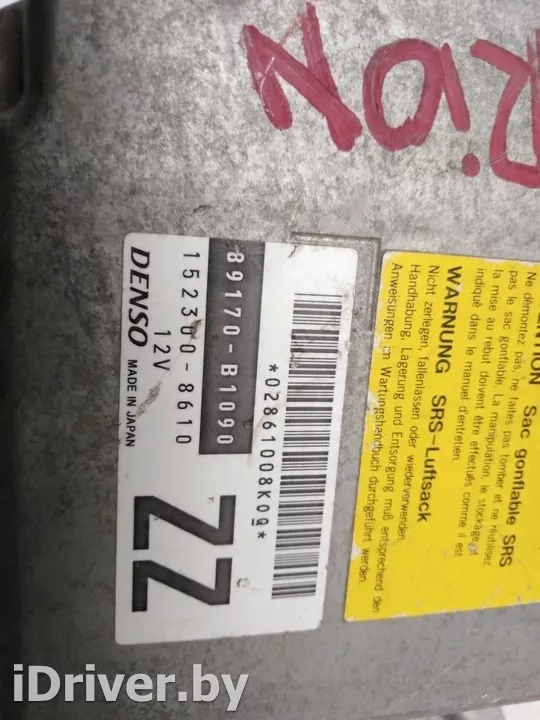 RiON
89170-B1090
152300-8610
12V
DENSO MADE IN JAPAN
ZZ
*02861008K0Q*
Sac gonflable SRS
Ne démontez pas, ne faites pas tomber et ne réutilisez
pas le sac gonflable. La manipulation, le stockage et
la mise au rebut doivent être effectués comme il est
indiqué dans le manuel d'entretien.
WARNUNG SRS-Luftsack
Nicht zerlegen, fallenlassen oder wiederverwenden.
Handhabung, Lagerung und Entsorgung muß entsprechend den
Anweisungen im Wartungshandbuch durchgeführt werden.
iDriver.by